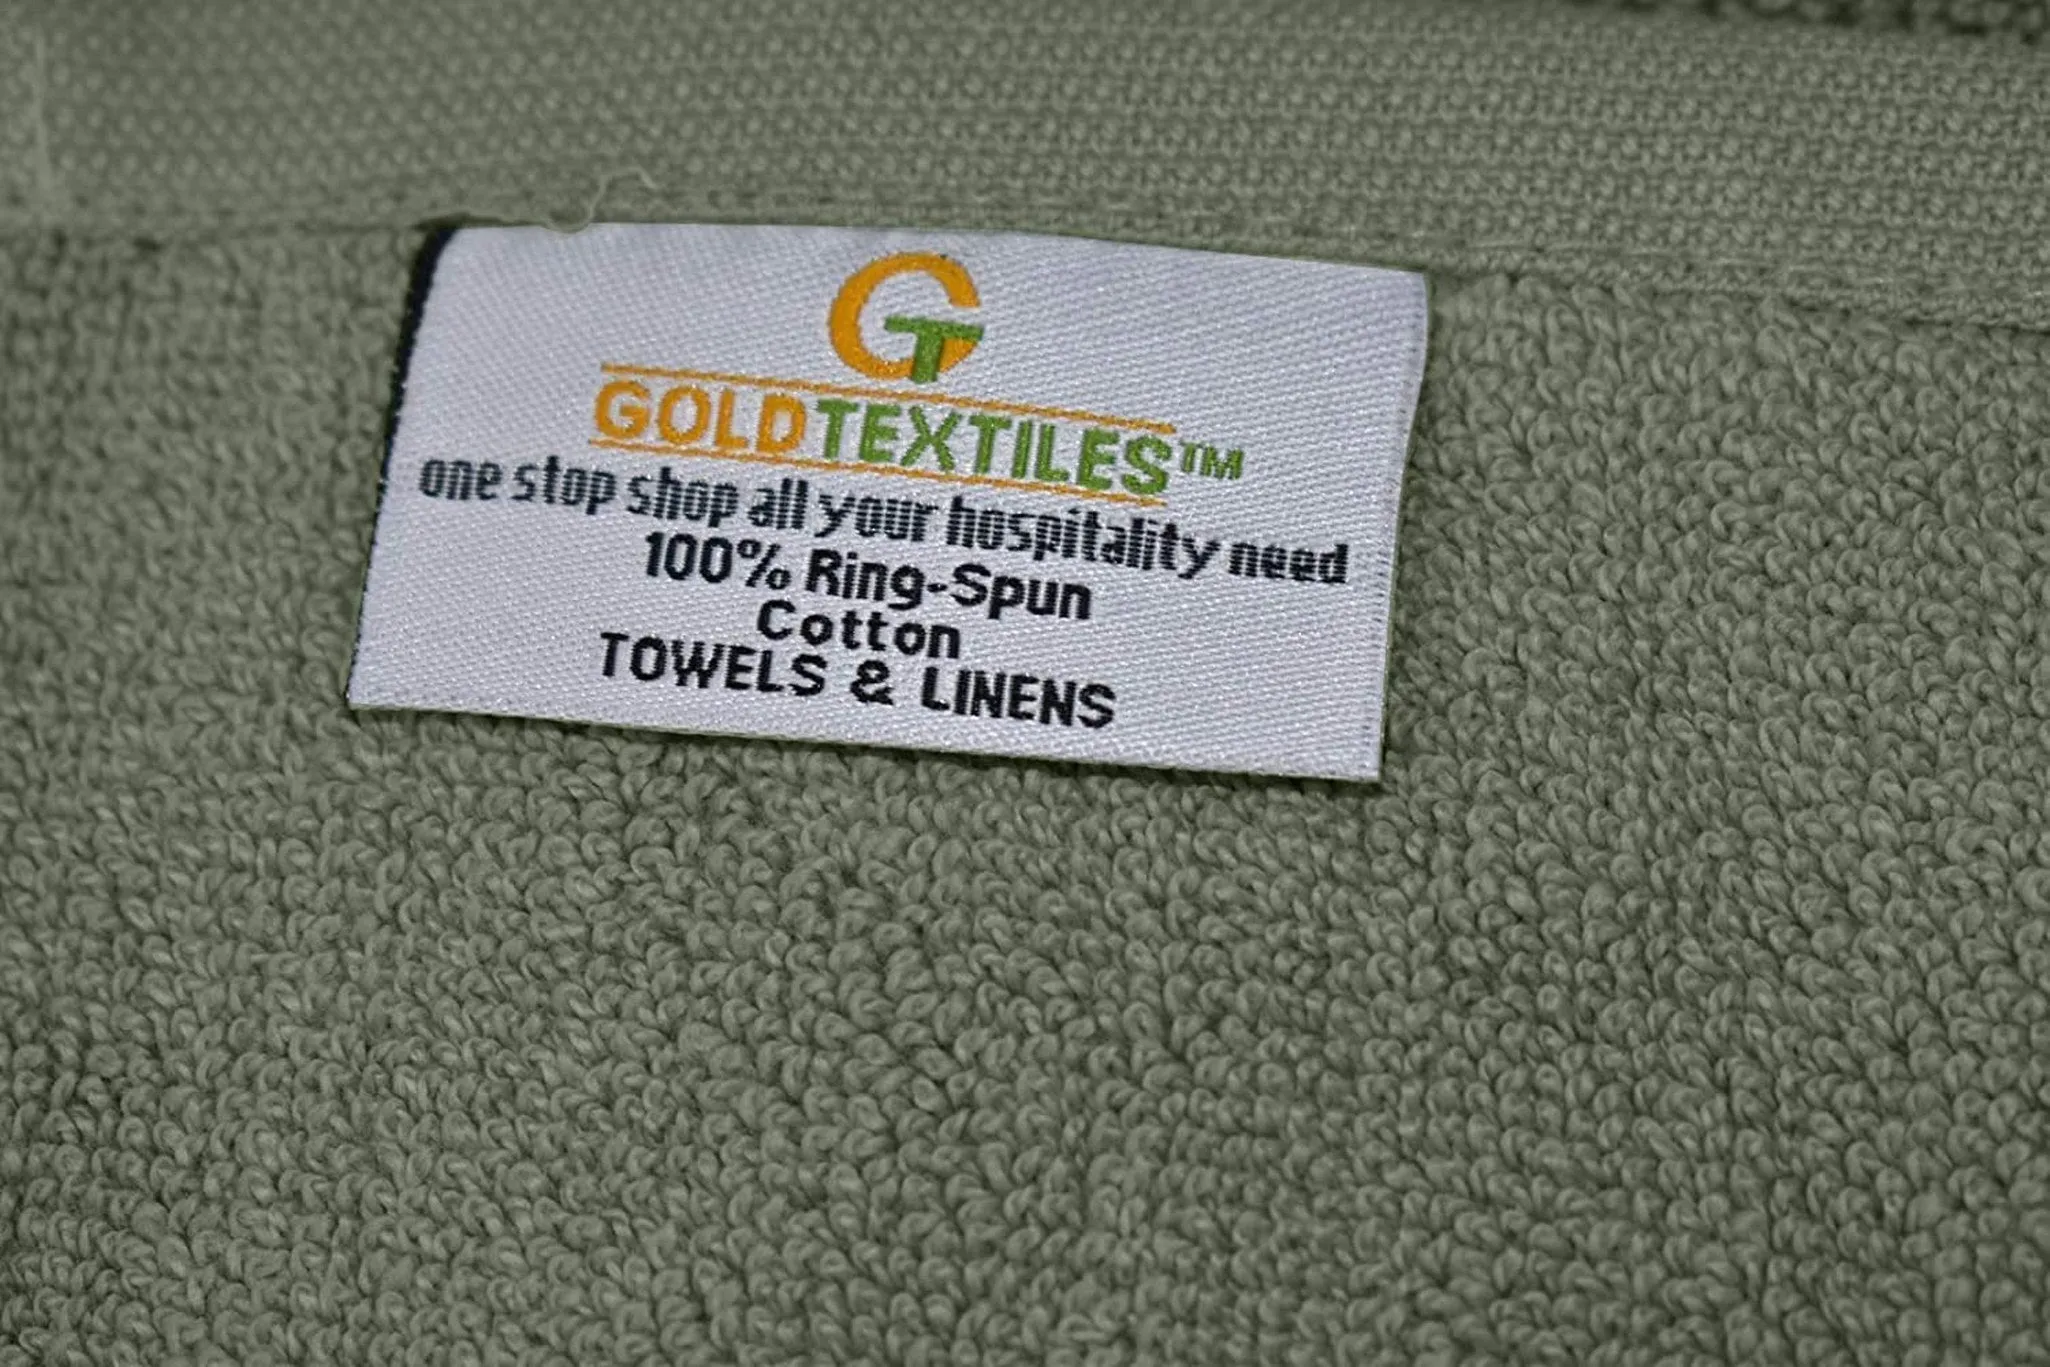 GT
GOLDTEXTILES™
one stop shop all your hospitality need
100% Ring-Spun
Cotton
TOWELS & LINENS